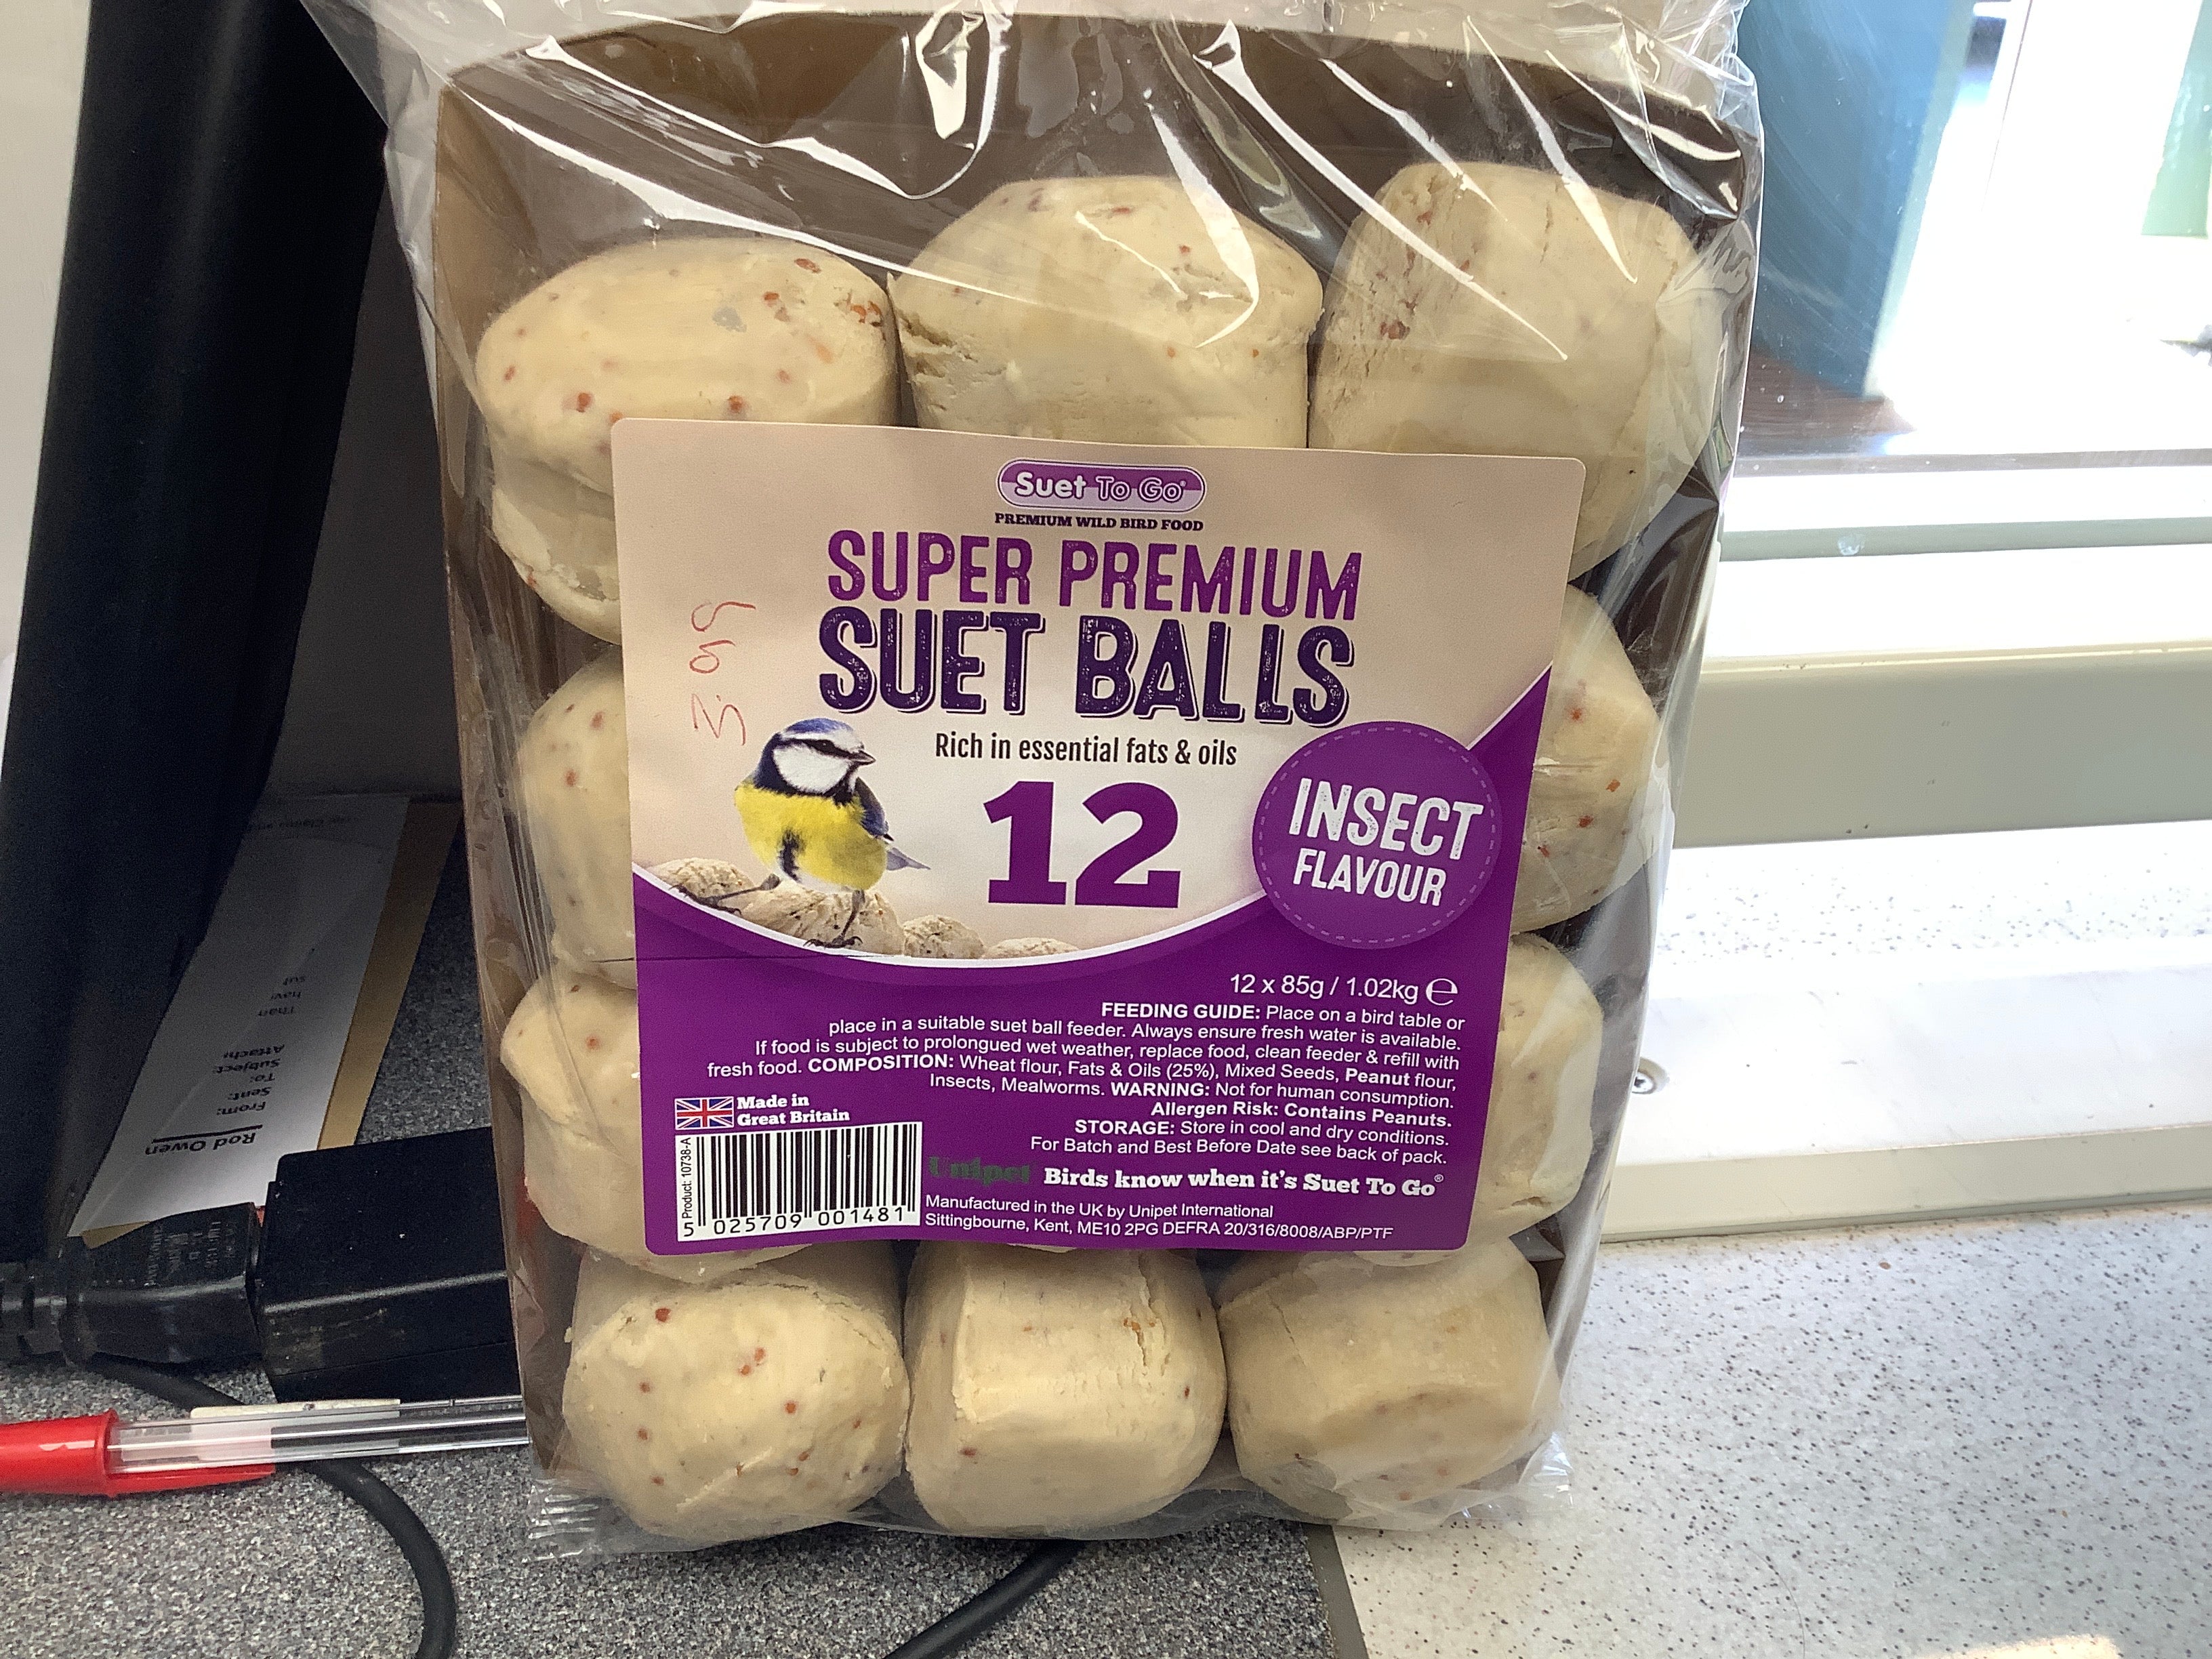 Suet To Go®
PREMIUM WILD BIRD FOOD
SUPER PREMIUM
SUET BALLS
3.99
Rich in essential fats & oils
12
INSECT
FLAVOUR
12 x 85g / 1.02kg ℮
FEEDING GUIDE: Place on a bird table or
place in a suitable suet ball feeder. Always ensure fresh water is available.
If food is subject to prolongued wet weather, replace food, clean feeder & refill with
fresh food. COMPOSITION: Wheat flour, Fats & Oils (25%), Mixed Seeds, Peanut flour,
Insects, Mealworms. WARNING: Not for human consumption.
Allergen Risk: Contains Peanuts.
STORAGE: Store in cool and dry conditions.
For Batch and Best Before Date see back of pack.
Made in
Great Britain
Product: 10738-A
5 025709 001481
Unipet
Birds know when it's Suet To Go®
Manufactured in the UK by Unipet International
Sittingbourne, Kent, ME10 2PG DEFRA 20/316/8008/ABP/PTF
Rod Owen
From:
Sent:
To:
Subject:
Attach:
Than
havi